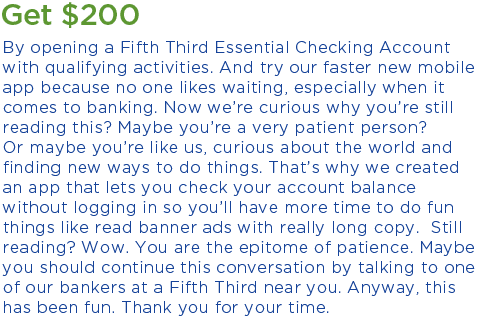 Get $200
By opening a Fifth Third Essential Checking Account
with qualifying activities. And try our faster new mobile
app because no one likes waiting, especially when it
comes to banking. Now we're curious why you're still
reading this? Maybe you're a very patient person?
Or maybe you're like us, curious about the world and
finding new ways to do things. That's why we created
an app that lets you check your account balance
without logging in so you'll have more time to do fun
things like read banner ads with really long copy.  Still
reading? Wow. You are the epitome of patience. Maybe
you should continue this conversation by talking to one
of our bankers at a Fifth Third near you. Anyway, this
has been fun. Thank you for your time.